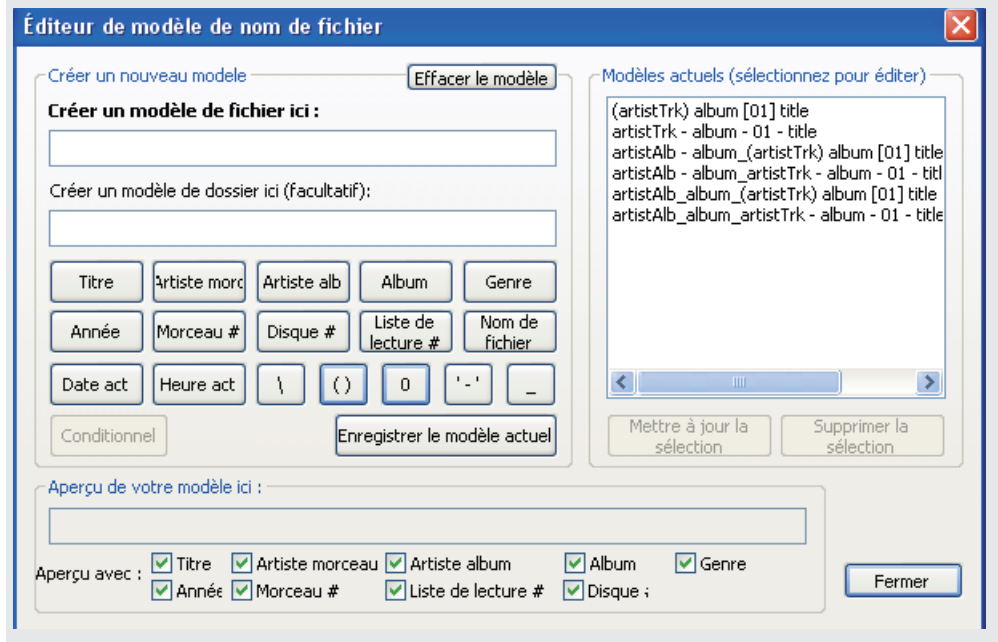 Éditeur de modèle de nom de fichier
Créer un nouveau modele
Effacer le modèle
Créer un modèle de fichier ici :
Créer un modèle de dossier ici (facultatif):
Titre
Artiste morc
Artiste alb
Album
Genre
Année
Morceau #
Disque #
Liste de
lecture #
Nom de
fichier
Date act
Heure act
\
( )
0
'-'
_
Conditionnel
Enregistrer le modèle actuel
Modèles actuels (sélectionnez pour éditer)
(artistTrk) album [01] title
artistTrk - album - 01 - title
artistAlb - album_(artistTrk) album [01] title
artistAlb - album_artistTrk - album - 01 - titl
artistAlb_album_(artistTrk) album [01] title
artistAlb_album_artistTrk - album - 01 - title
Mettre à jour la
sélection
Supprimer la
sélection
Aperçu de votre modèle ici :
Aperçu avec :
Titre
Artiste morceau
Artiste album
Album
Genre
Année
Morceau #
Liste de lecture #
Disque ;
Fermer